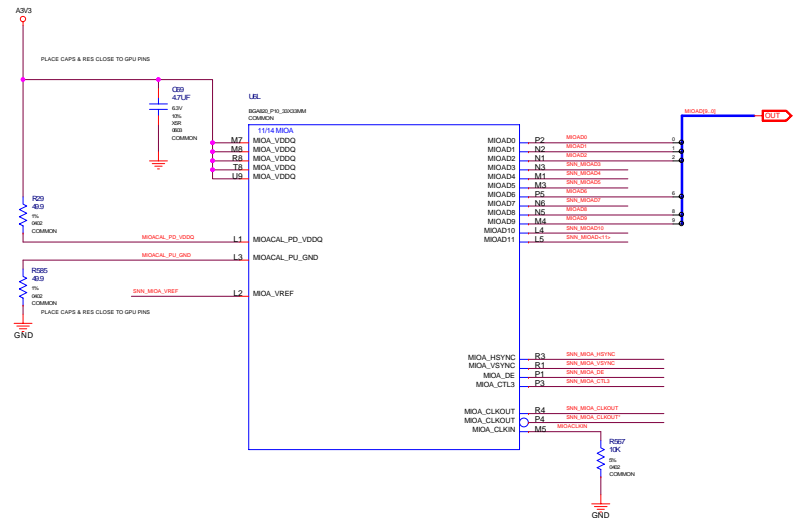 A3V3
PLACE CAPS & RES CLOSE TO GPU PINS
C69
4.7UF
6.3V
10%
X5R
0603
COMMON
U6L
BGA820_P10_33X33MM
COMMON
11/14 MIOA
M7 MIOA_VDDQ
M8 MIOA_VDDQ
R8 MIOA_VDDQ
T8 MIOA_VDDQ
U9 MIOA_VDDQ
MIOAD0 P2 MIOAD0 0
MIOAD1 N2 MIOAD1 1
MIOAD2 N1 MIOAD2 2
MIOAD3 N3 SNN_MIOAD3
MIOAD4 M1 SNN_MIOAD4
MIOAD5 M3 SNN_MIOAD5
MIOAD6 P5 MIOAD6 6
MIOAD7 N6 SNN_MIOAD7
MIOAD8 N5 MIOAD8 8
MIOAD9 M4 MIOAD9 9
MIOAD10 L4 SNN_MIOAD10
MIOAD11 L5 SNN_MIOAD<11>
MIOAD[9..0]
OUT
R29
49.9
1%
0402
COMMON
MIOACAL_PD_VDDQ L1 MIOACAL_PD_VDDQ
MIOACAL_PU_GND L3 MIOACAL_PU_GND
R585
49.9
1%
0402
COMMON
SNN_MIOA_VREF L2 MIOA_VREF
PLACE CAPS & RES CLOSE TO GPU PINS
GND
MIOA_HSYNC R3 SNN_MIOA_HSYNC
MIOA_VSYNC R1 SNN_MIOA_VSYNC
MIOA_DE P1 SNN_MIOA_DE
MIOA_CTL3 P3 SNN_MIOA_CTL3
MIOA_CLKOUT R4 SNN_MIOA_CLKOUT
MIOA_CLKOUT P4 SNN_MIOA_CLKOUT*
MIOA_CLKIN M5 MIOACLKIN
R567
10K
5%
0402
COMMON
GND